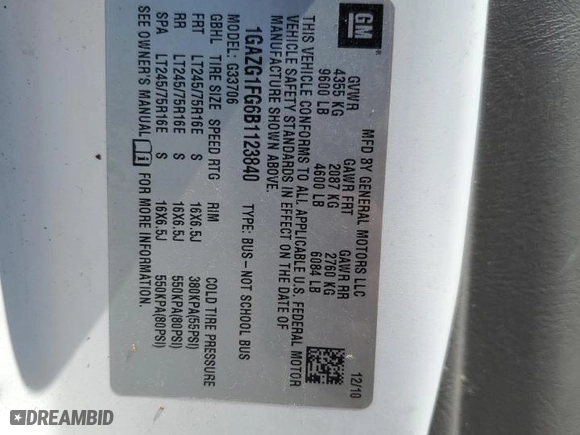 GM
MFD BY GENERAL MOTORS LLC 12/10
GVWR GAWR FRT GAWR RR
4355 KG 2087 KG 2760 KG
9600 LB 4600 LB 6084 LB
THIS VEHICLE CONFORMS TO ALL APPLICABLE U.S. FEDERAL MOTOR
VEHICLE SAFETY STANDARDS IN EFFECT ON THE DATE OF
MANUFACTURE SHOWN ABOVE.
1GAZG1FG6B1123840 TYPE: BUS-NOT SCHOOL BUS
MODEL: G33706
GBHL TIRE SIZE SPEED RTG RIM COLD TIRE PRESSURE
FRT LT245/75R16E S 16X6.5J 380KPA(55PSI)
RR LT245/75R16E S 16X6.5J 550KPA(80PSI)
SPA LT245/75R16E S 16X6.5J 550KPA(80PSI)
SEE OWNER'S MANUAL FOR MORE INFORMATION.
DREAMBID